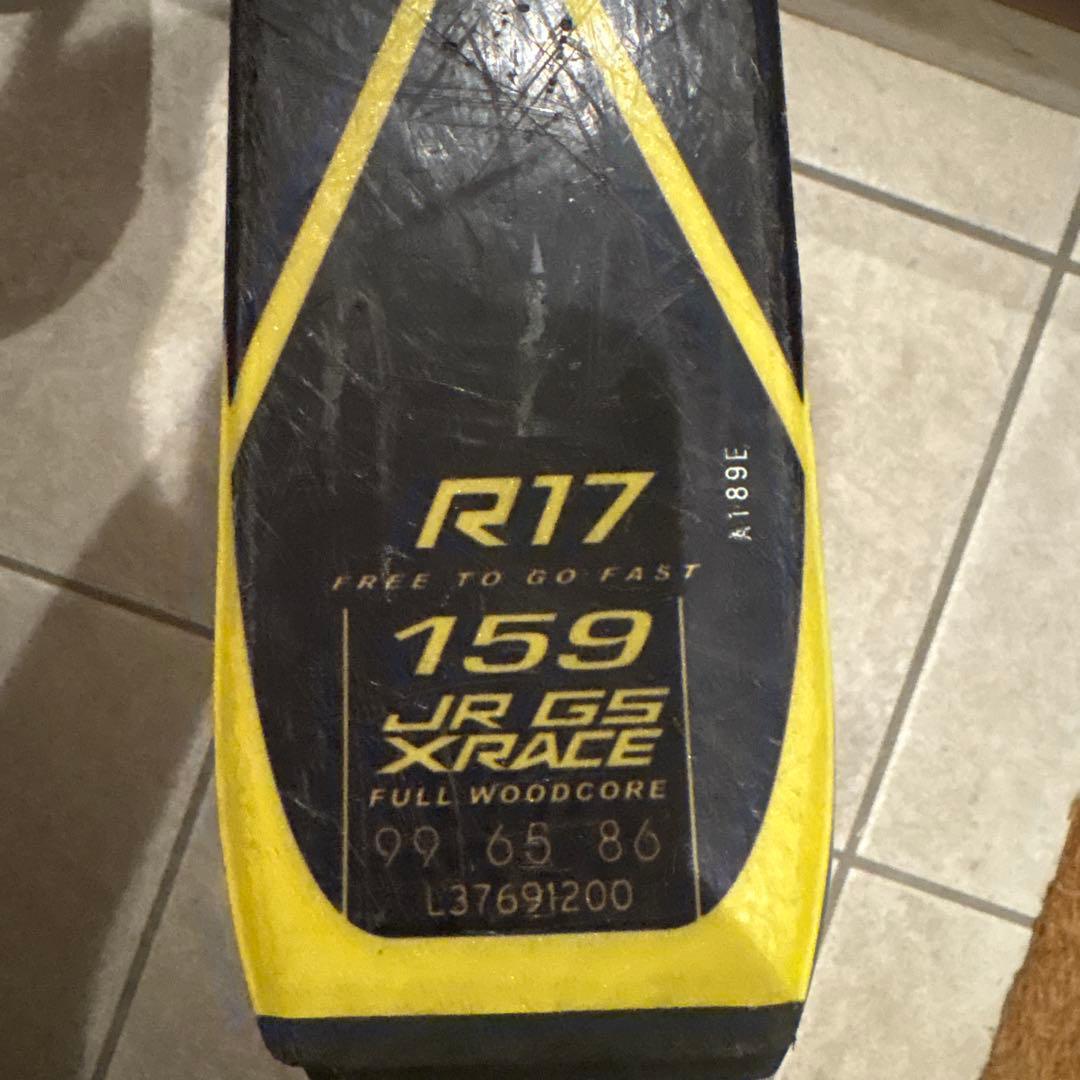 R17
FREE TO GO FAST
159
JR GS
XRACE
FULL WOODCORE
99 65 86
L37691200
A189E